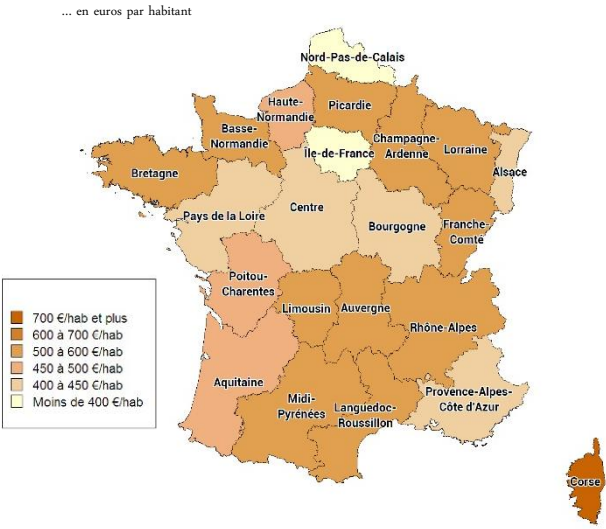 ... en euros par habitant
Nord-Pas-de-Calais
Haute-
Normandie
Picardie
Basse-
Normandie
Île-de-France
Champagne-
Ardenne
Lorraine
Alsace
Bretagne
Pays de la Loire
Centre
Bourgogne
Franche-
Comte
Poitou-
Charentes
Limousin
Auvergne
Rhône-Alpes
Aquitaine
Midi-
Pyrénées
Languedoc-
Roussillon
Provence-Alpes-
Côte d'Azur
Corse
700 €/hab et plus
600 à 700 €/hab
500 à 600 €/hab
450 à 500 €/hab
400 à 450 €/hab
Moins de 400 €/hab